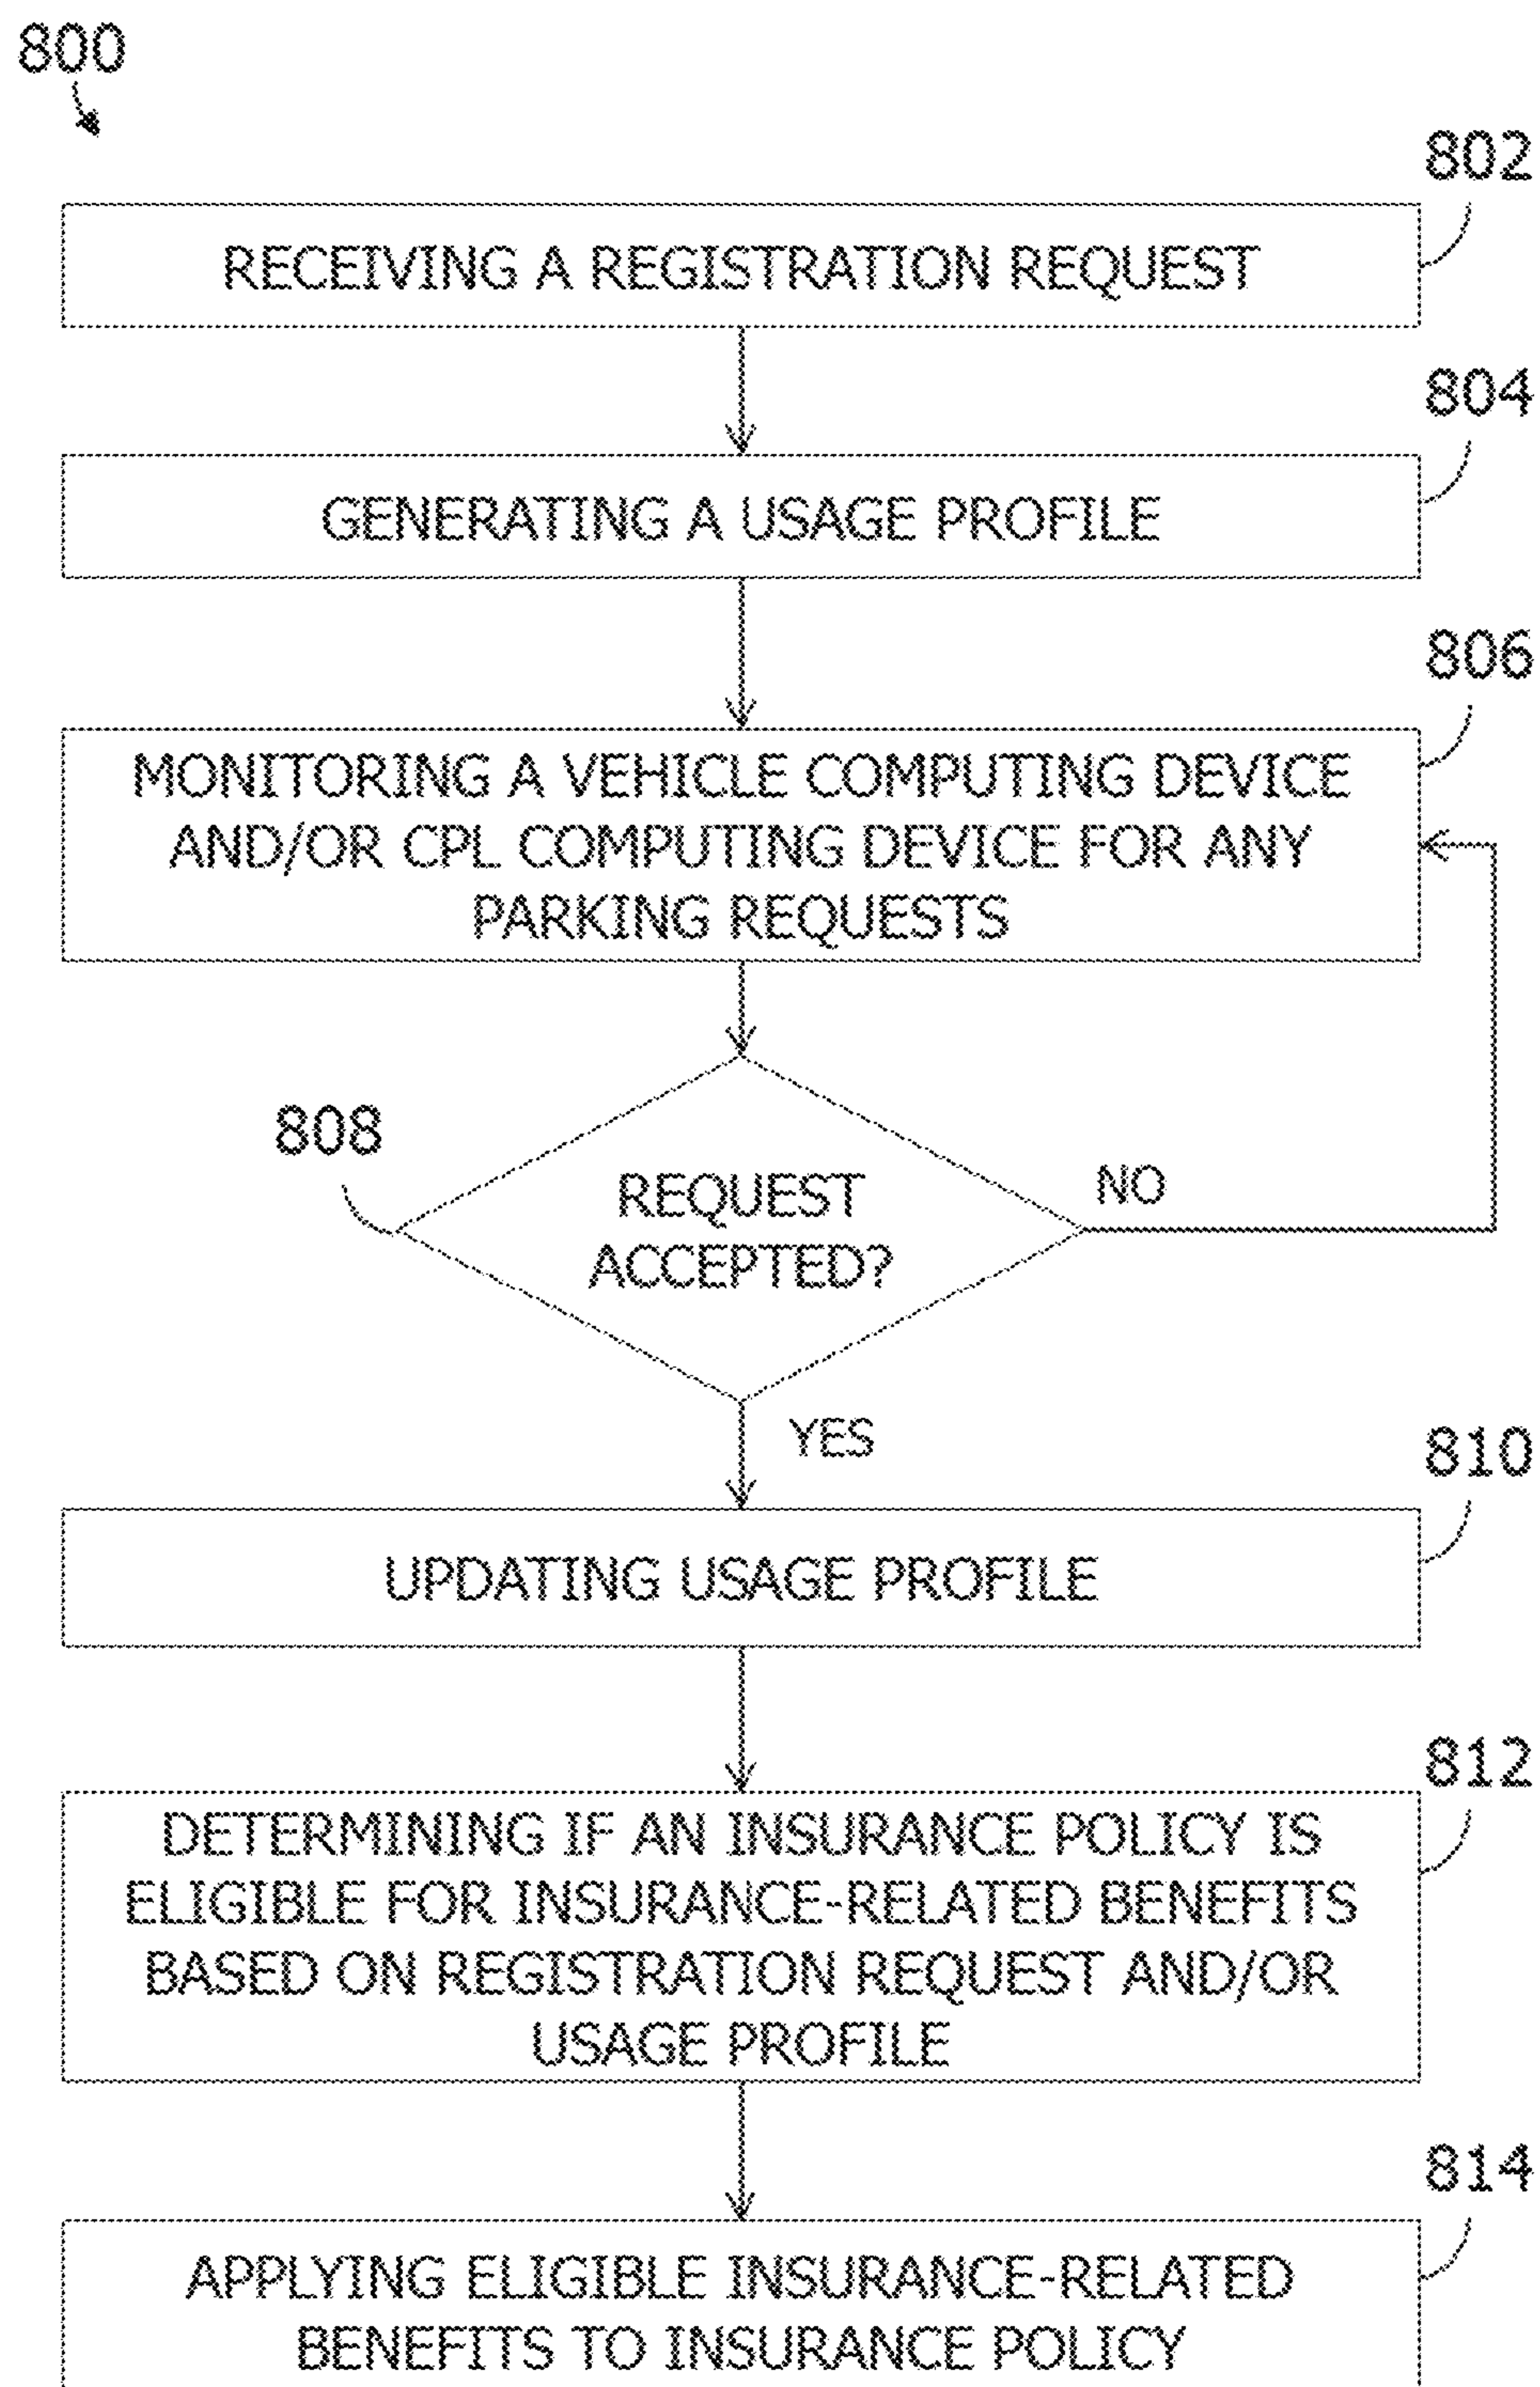 800
802
RECEIVING A REGISTRATION REQUEST
804
GENERATING A USAGE PROFILE
806
MONITORING A VEHICLE COMPUTING DEVICE
AND/OR CPL COMPUTING DEVICE FOR ANY
PARKING REQUESTS
808
REQUEST
ACCEPTED?
NO
YES
810
UPDATING USAGE PROFILE
812
DETERMINING IF AN INSURANCE POLICY IS
ELIGIBLE FOR INSURANCE-RELATED BENEFITS
BASED ON REGISTRATION REQUEST AND/OR
USAGE PROFILE
814
APPLYING ELIGIBLE INSURANCE-RELATED
BENEFITS TO INSURANCE POLICY